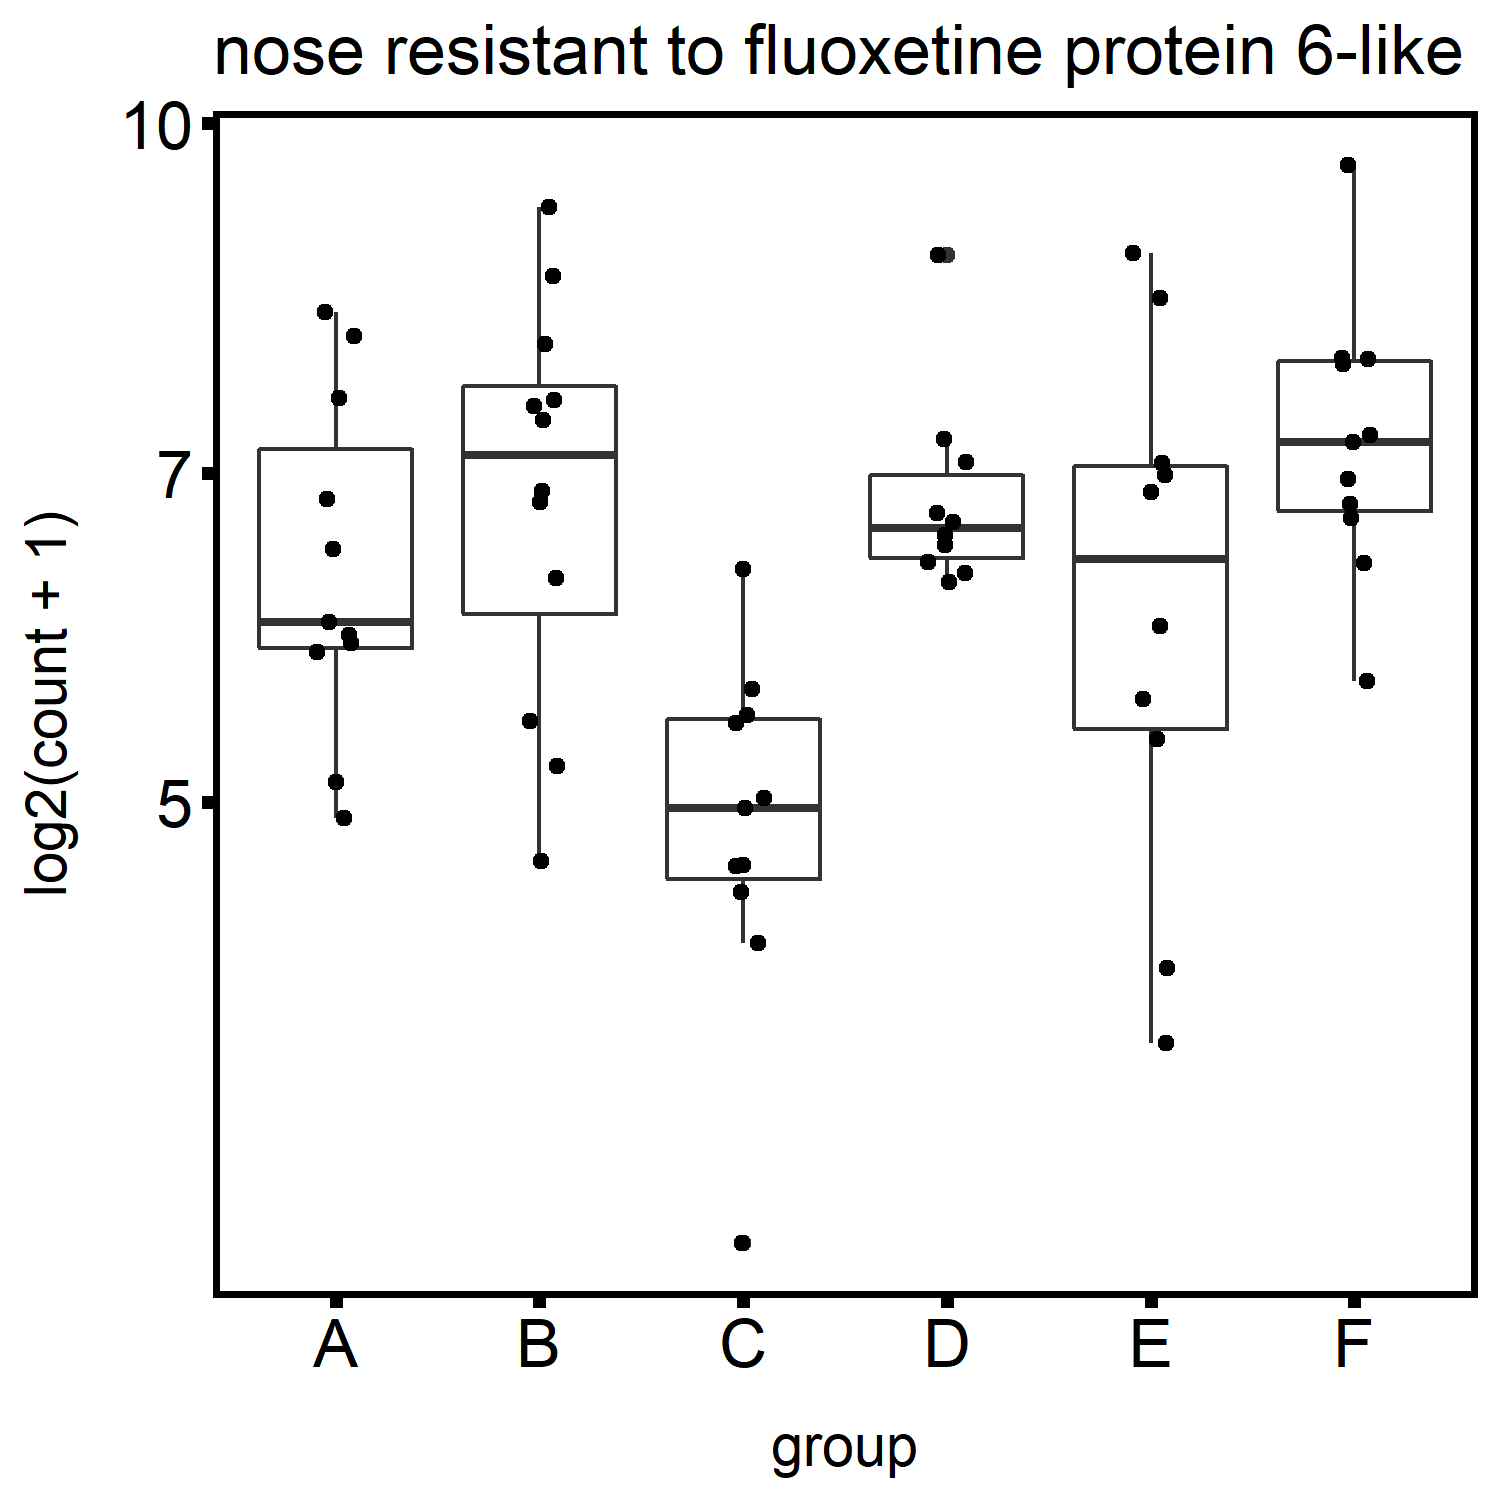 nose resistant to fluoxetine protein 6-like
10
7
5
log2(count + 1)
A B C D E F
group